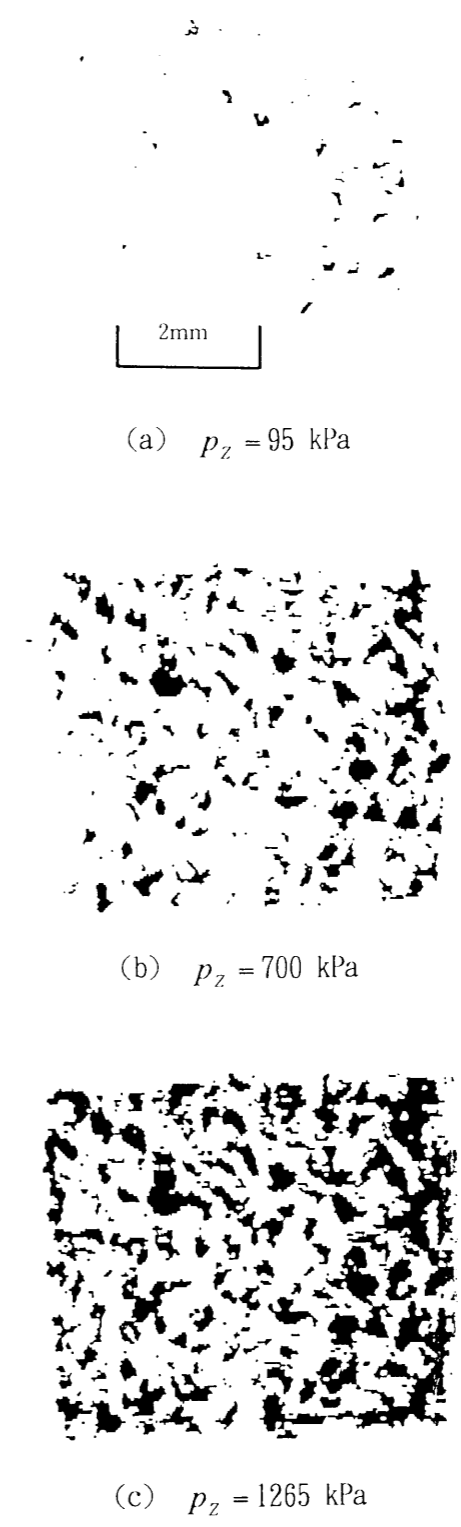 2mm
(a) p_z = 95 kPa
(b) p_z = 700 kPa
(c) p_z = 1265 kPa